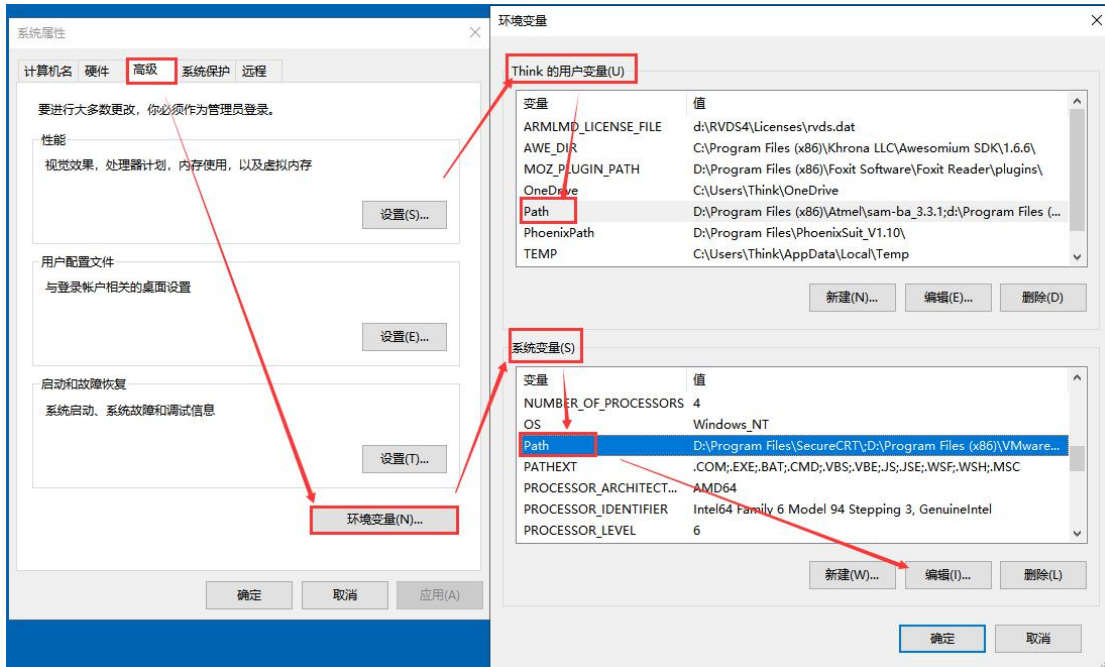 系统属性
计算机名 硬件 高级 系统保护 远程
要进行大多数更改，你必须作为管理员登录。
性能
视觉效果，处理器计划，内存使用，以及虚拟内存
设置(S)...
用户配置文件
与登录帐户相关的桌面设置
设置(E)...
启动和故障恢复
系统启动、系统故障和调试信息
设置(T)...
环境变量(N)...
确定 取消 应用(A)
环境变量
Think 的用户变量(U)
变量 值
ARMLMD_LICENSE_FILE d:\RVDS4\Licenses\rvds.dat
AWE_DIR C:\Program Files (x86)\Khrona LLC\Awesomium SDK\1.6.6\
MOZ_PLUGIN_PATH D:\Program Files (x86)\Foxit Software\Foxit Reader\plugins\
OneDrive C:\Users\Think\OneDrive
Path D:\Program Files (x86)\Atmel\sam-ba_3.3.1;d:\Program Files (...
PhoenixPath D:\Program Files\PhoenixSuit_V1.10\
TEMP C:\Users\Think\AppData\Local\Temp
新建(N)... 编辑(E)... 删除(D)
系统变量(S)
变量 值
NUMBER_OF_PROCESSORS 4
OS Windows_NT
Path D:\Program Files\SecureCRT\;D:\Program Files (x86)\VMware...
PATHEXT .COM;.EXE;.BAT;.CMD;.VBS;.VBE;.JS;.JSE;.WSF;.WSH;.MSC
PROCESSOR_ARCHITECT... AMD64
PROCESSOR_IDENTIFIER Intel64 Family 6 Model 94 Stepping 3, GenuineIntel
PROCESSOR_LEVEL 6
新建(W)... 编辑(I)... 删除(L)
确定 取消